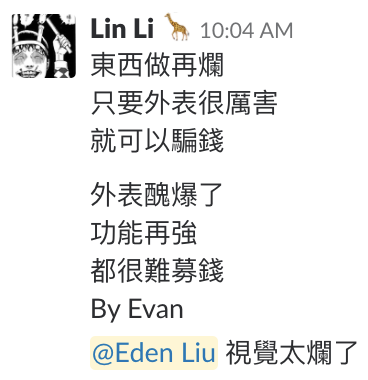 Lin Li 🦒 10:04 AM
東西做再爛
只要外表很厲害
就可以騙錢
外表醜爆了
功能再強
都很難募錢
By Evan
@Eden Liu 視覺太爛了